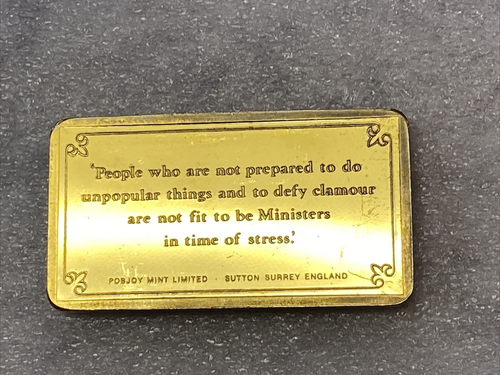 'People who are not prepared to do
unpopular things and to defy clamour
are not fit to be Ministers
in time of stress.'
POBJOY MINT LIMITED · SUTTON SURREY ENGLAND